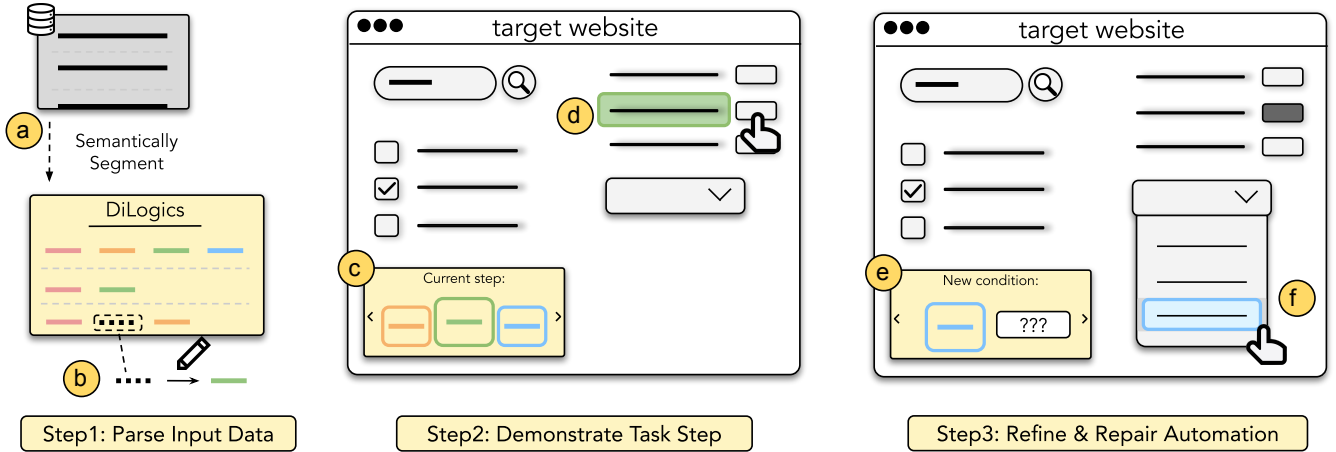 a
Semantically
Segment
DiLogics
b
Step1: Parse Input Data
target website
d
c
Current step:
< >
Step2: Demonstrate Task Step
target website
e
New condition:
< ??? >
f
Step3: Refine & Repair Automation